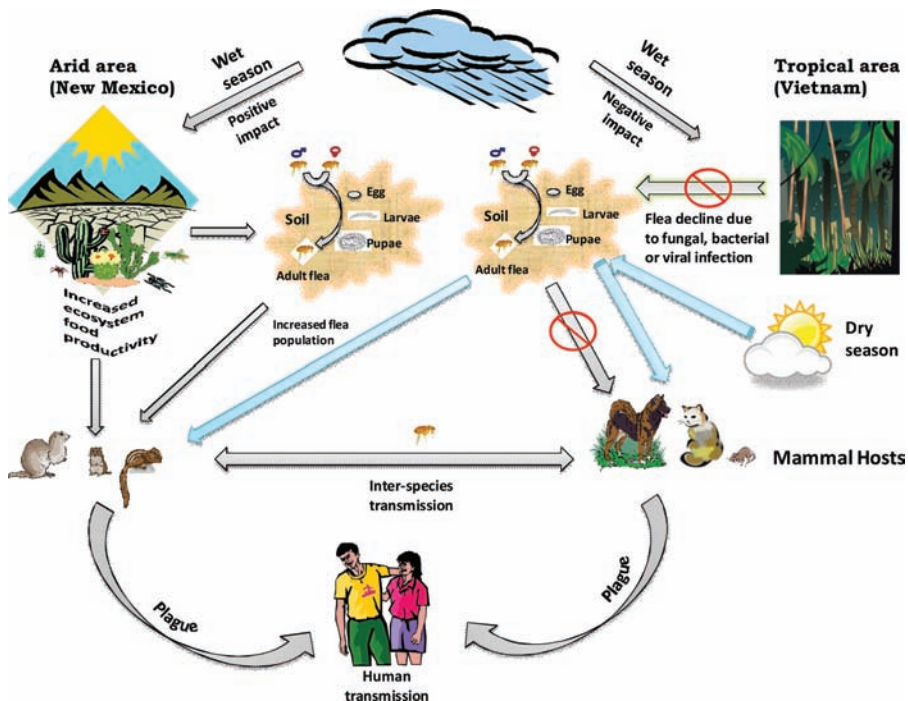 Arid area
(New Mexico)
Wet
season
Positive
impact
Wet
season
Negative
impact
Tropical area
(Vietnam)
Soil
Egg
Larvae
Pupae
Adult flea
Soil
Egg
Larvae
Pupae
Adult flea
Flea decline due
to fungal, bacterial
or viral infection
Increased
ecosystem
food
productivity
Increased flea
population
Dry
season
Mammal Hosts
Inter-species
transmission
Plague
Plague
Human
transmission